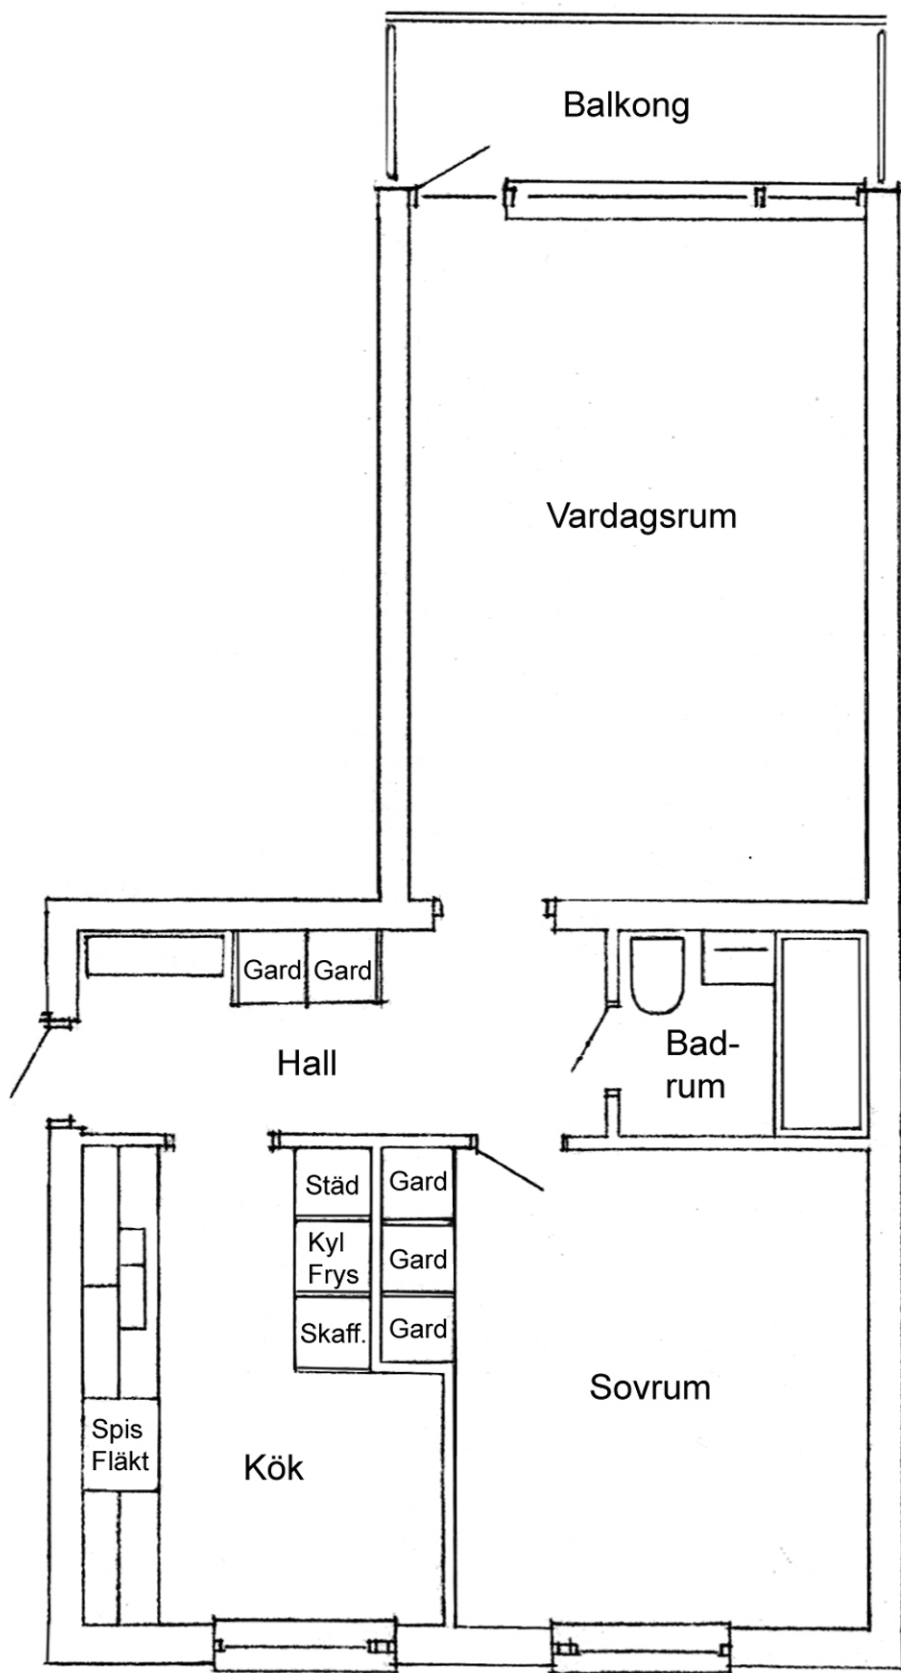 Balkong
Vardagsrum
Gard Gard
Hall
Bad-
rum
Städ
Gard
Kyl
Frys
Gard
Skaff.
Gard
Sovrum
Spis
Fläkt
Kök